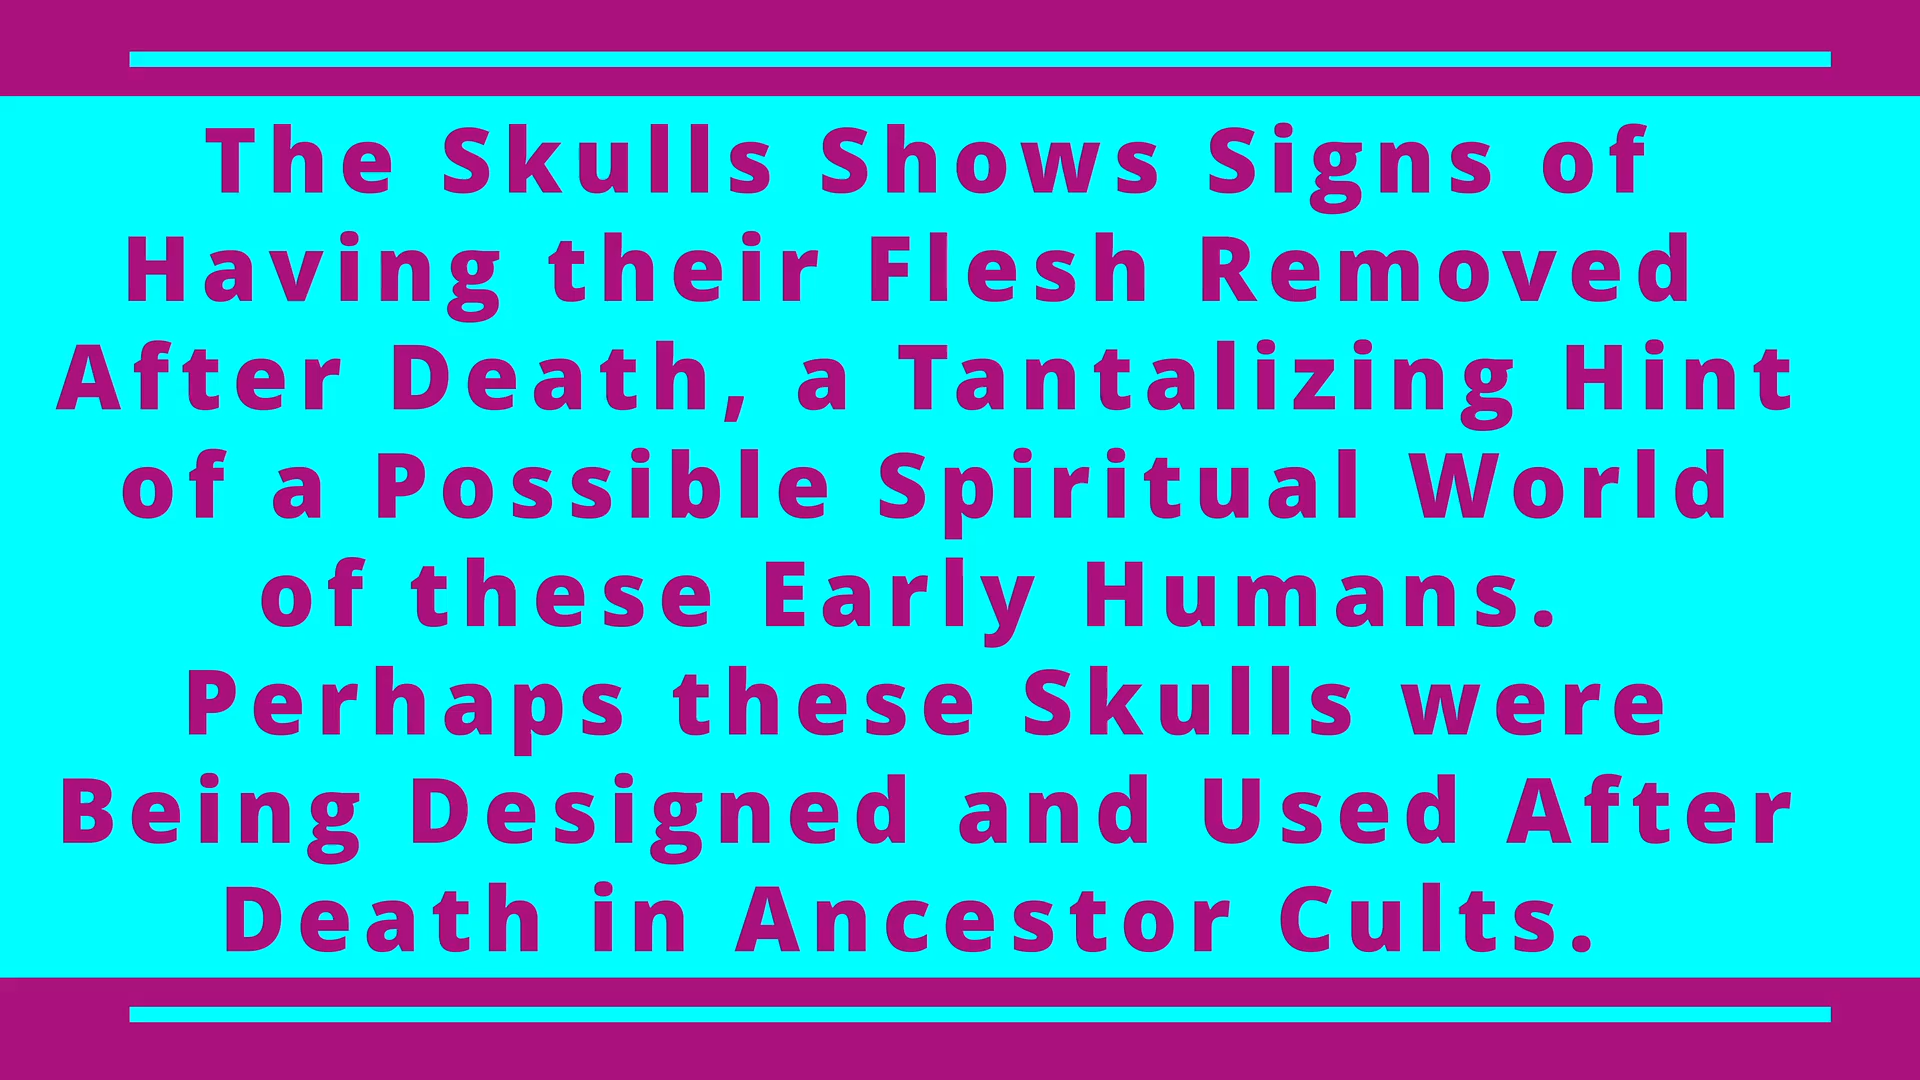 The Skulls Shows Signs of
Having their Flesh Removed
After Death, a Tantalizing Hint
of a Possible Spiritual World
of these Early Humans.
Perhaps these Skulls were
Being Designed and Used After
Death in Ancestor Cults.